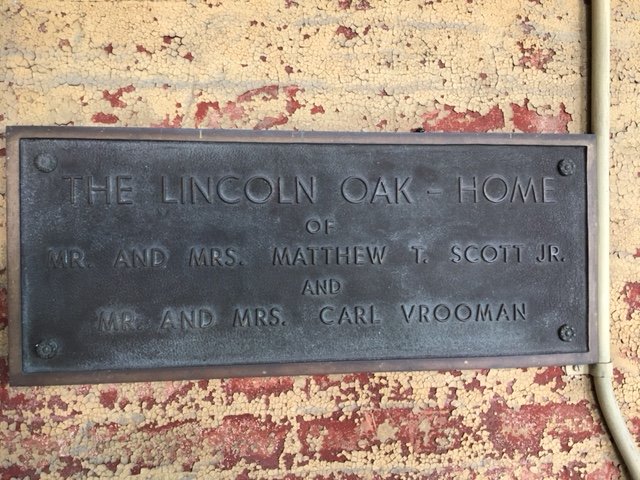 THE LINCOLN OAK - HOME
OF
MR. AND MRS. MATTHEW T. SCOTT JR.
AND
MR. AND MRS. CARL VROOMAN